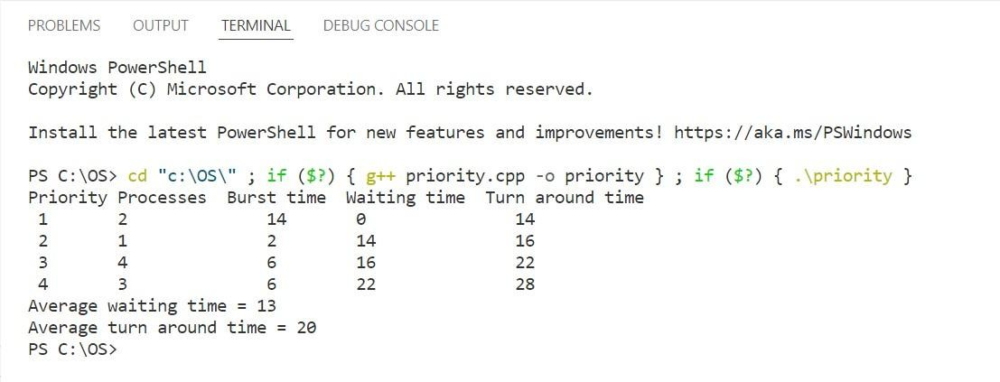 PROBLEMS OUTPUT TERMINAL DEBUG CONSOLE
Windows PowerShell
Copyright (C) Microsoft Corporation. All rights reserved.
Install the latest PowerShell for new features and improvements! https://aka.ms/PSWindows
PS C:\OS> cd "c:\OS\" ; if ($?) { g++ priority.cpp -o priority } ; if ($?) { .\priority }
Priority Processes Burst time Waiting time Turn around time
1 2 14 0 14
2 1 2 14 16
3 4 6 16 22
4 3 6 22 28
Average waiting time = 13
Average turn around time = 20
PS C:\OS>